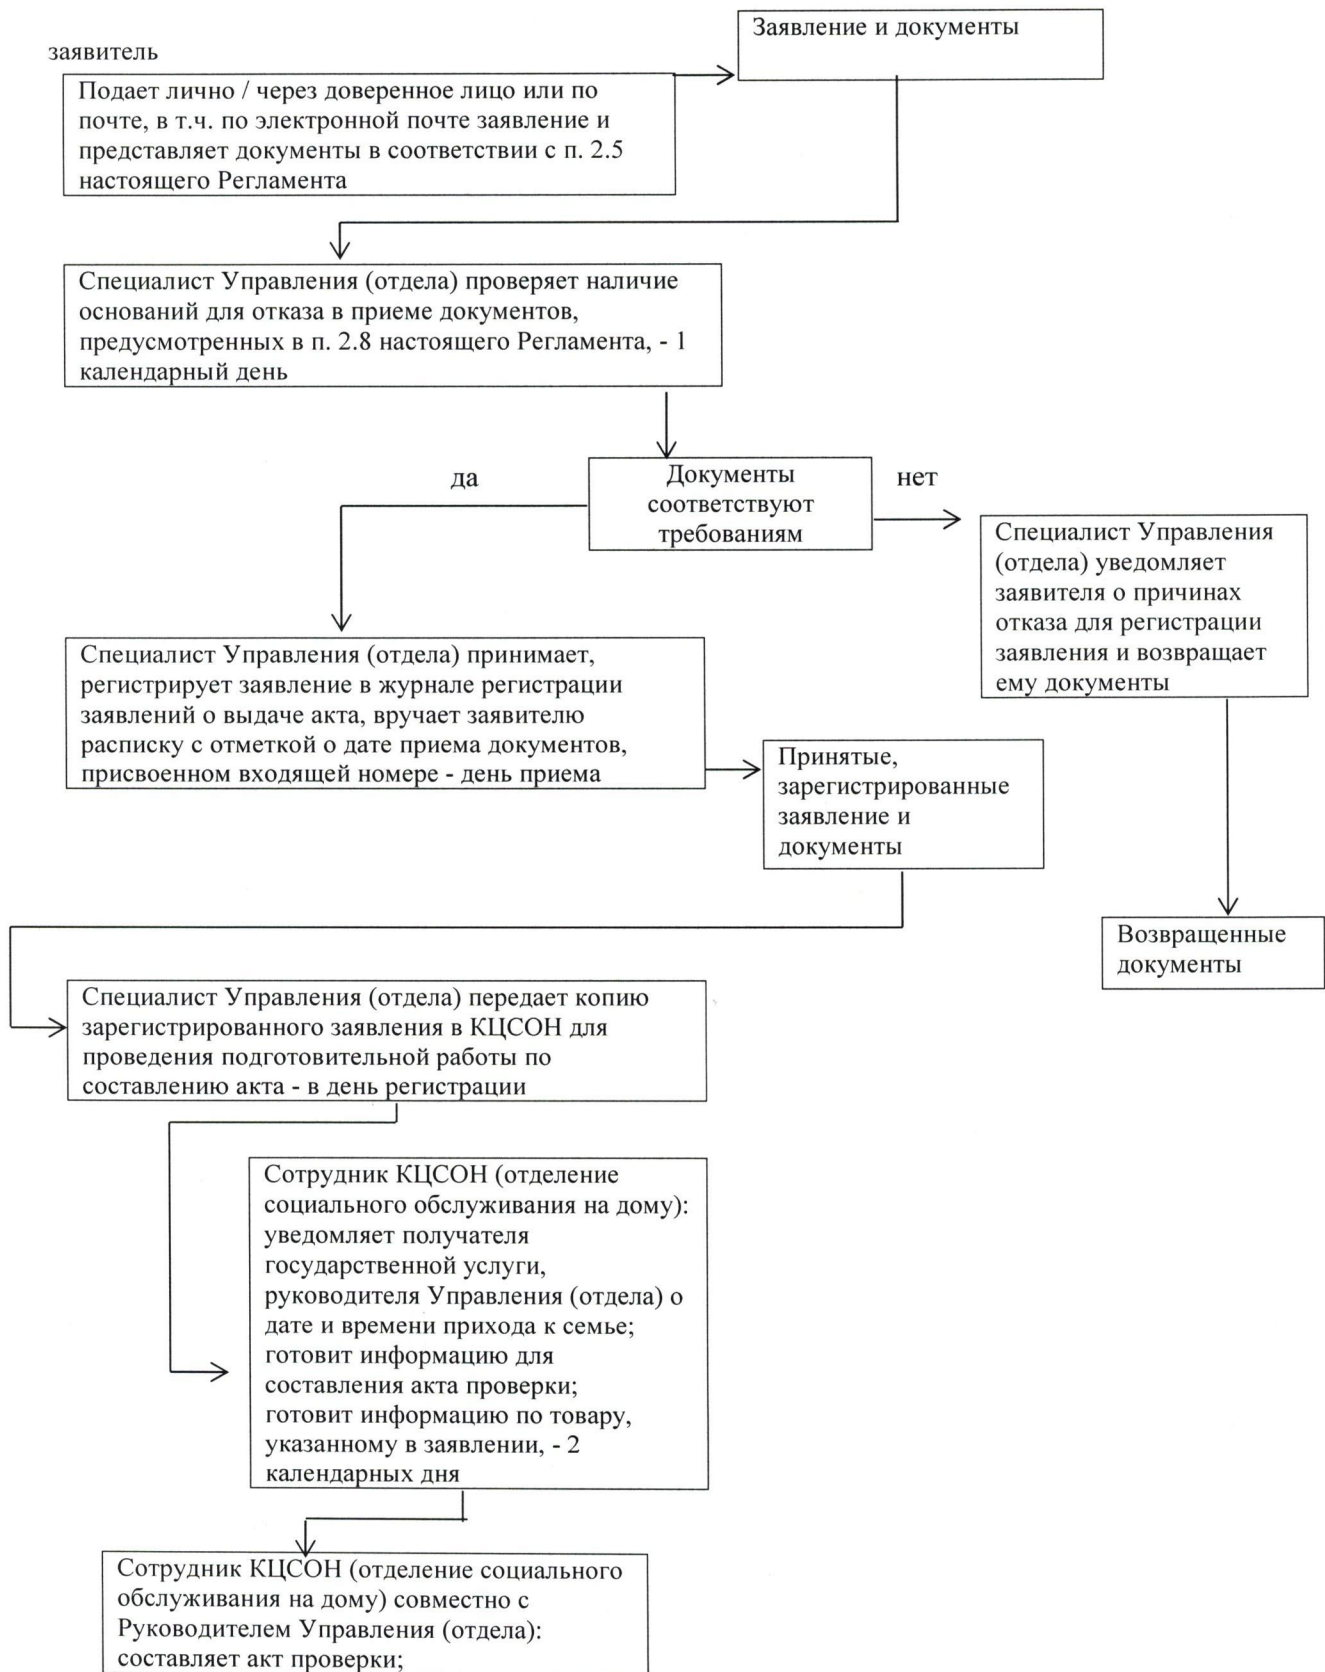 Заявление и документы
заявитель
Подает лично / через доверенное лицо или по
почте, в т.ч. по электронной почте заявление и
представляет документы в соответствии с п. 2.5
настоящего Регламента
Специалист Управления (отдела) проверяет наличие
оснований для отказа в приеме документов,
предусмотренных в п. 2.8 настоящего Регламента, - 1
календарный день
да
Документы
соответствуют
требованиям
нет
Специалист Управления
(отдела) уведомляет
заявителя о причинах
отказа для регистрации
заявления и возвращает
ему документы
Специалист Управления (отдела) принимает,
регистрирует заявление в журнале регистрации
заявлений о выдаче акта, вручает заявителю
расписку с отметкой о дате приема документов,
присвоенном входящей номере - день приема
Принятые,
зарегистрированные
заявление и
документы
Возвращенные
документы
Специалист Управления (отдела) передает копию
зарегистрированного заявления в КЦСОН для
проведения подготовительной работы по
составлению акта - в день регистрации
Сотрудник КЦСОН (отделение
социального обслуживания на дому):
уведомляет получателя
государственной услуги,
руководителя Управления (отдела) о
дате и времени прихода к семье;
готовит информацию для
составления акта проверки;
готовит информацию по товару,
указанному в заявлении, - 2
календарных дня
Сотрудник КЦСОН (отделение социального
обслуживания на дому) совместно с
Руководителем Управления (отдела):
составляет акт проверки;